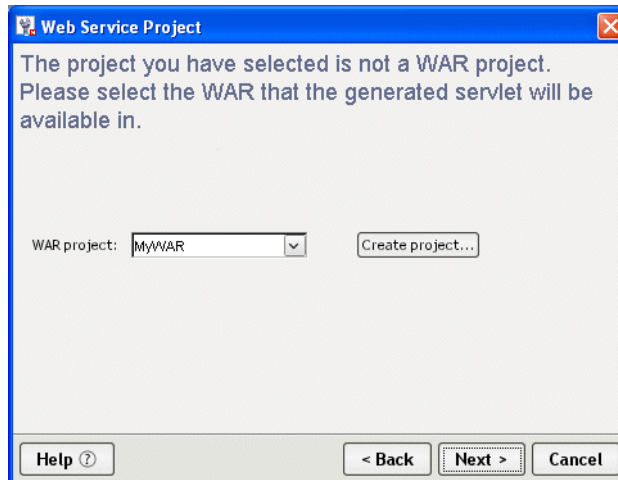 Web Service Project
The project you have selected is not a WAR project.
Please select the WAR that the generated servlet will be
available in.
WAR project: MyWAR Create project...
Help ? < Back Next > Cancel